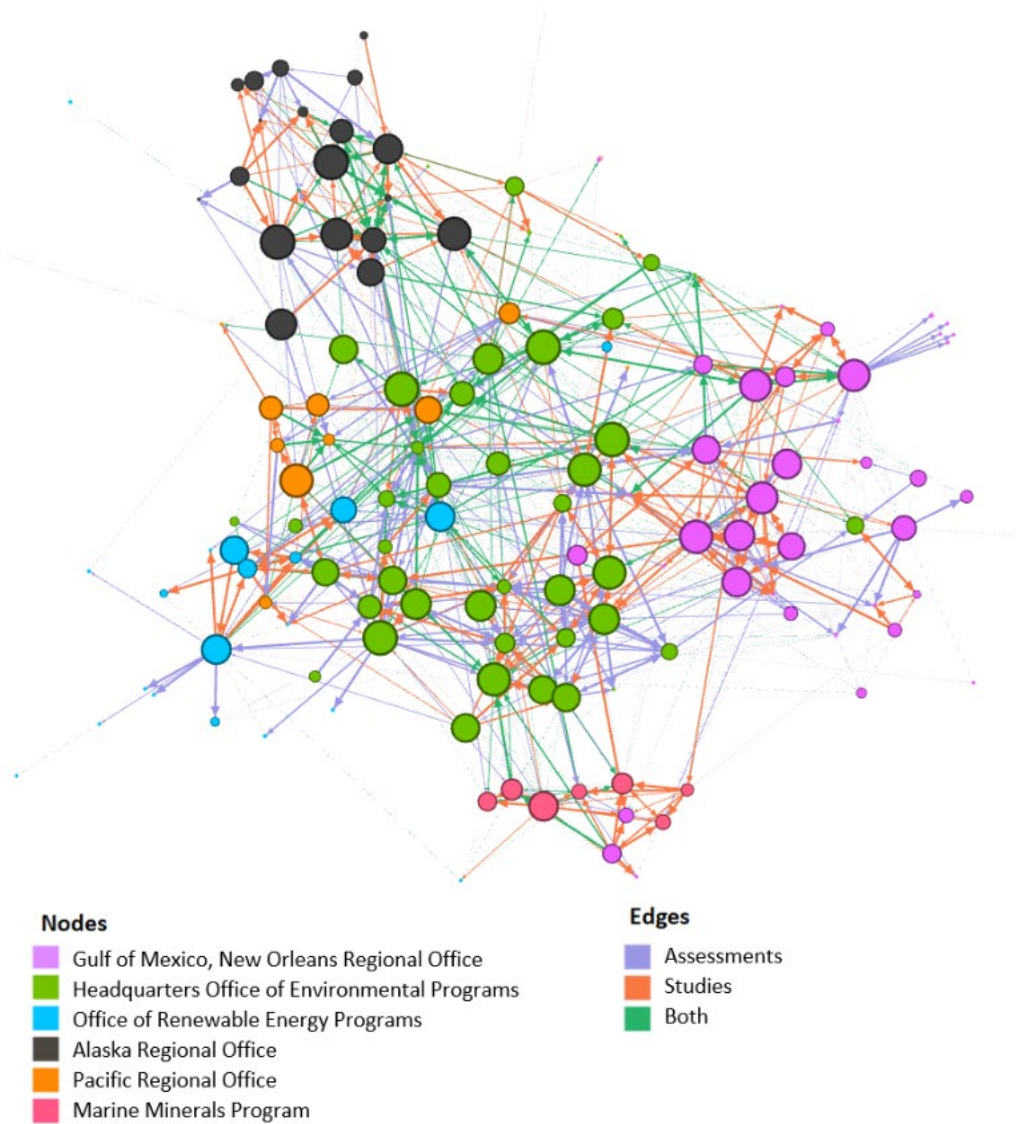 Nodes
Gulf of Mexico, New Orleans Regional Office
Headquarters Office of Environmental Programs
Office of Renewable Energy Programs
Alaska Regional Office
Pacific Regional Office
Marine Minerals Program
Edges
Assessments
Studies
Both